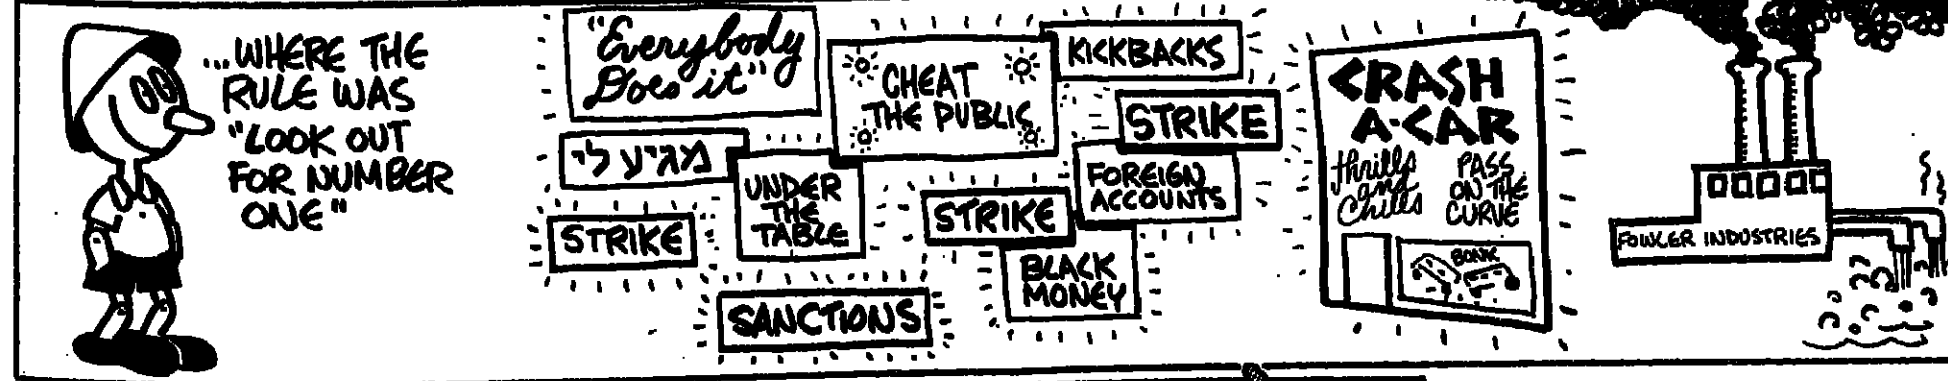 ...WHERE THE
RULE WAS
"LOOK OUT
FOR NUMBER
ONE"
"Everybody
Does it"
CHEAT
THE PUBLIC
KICKBACKS
STRIKE
מגיע לי
UNDER
THE
TABLE
FOREIGN
ACCOUNTS
STRIKE
STRIKE
BLACK
MONEY
SANCTIONS
CRASH
A-CAR
thrills
and
chills
PASS
ON THE
CURVE
BONK
FOWLER INDUSTRIES